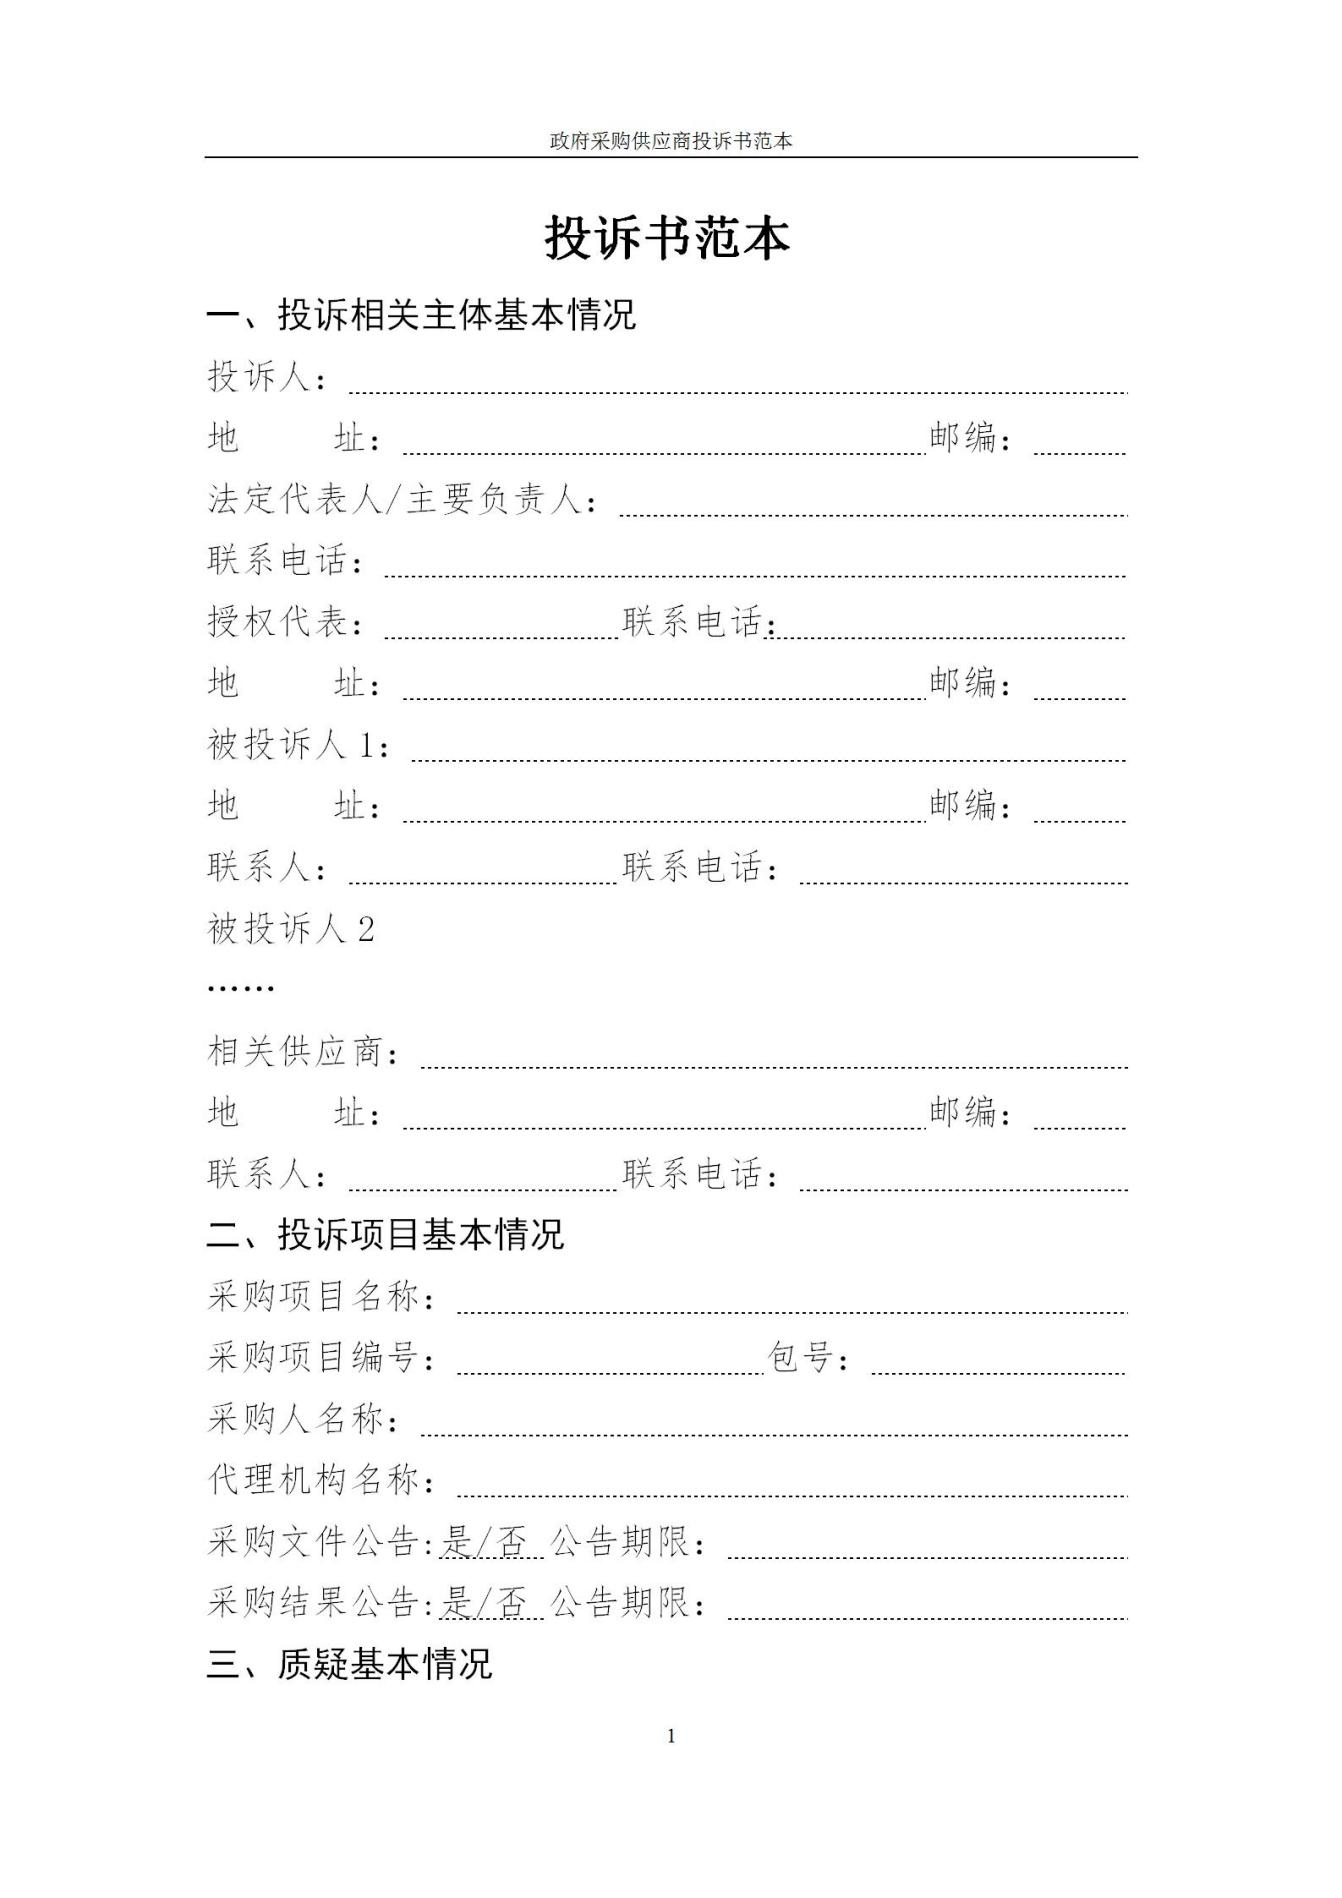 政府采购供应商投诉书范本
投诉书范本
一、投诉相关主体基本情况
投诉人：
地　　址：　邮编：
法定代表人/主要负责人：
联系电话：
授权代表：　联系电话：
地　　址：　邮编：
被投诉人1：
地　　址：　邮编：
联系人：　联系电话：
被投诉人2
……
相关供应商：
地　　址：　邮编：
联系人：　联系电话：
二、投诉项目基本情况
采购项目名称：
采购项目编号：　包号：
采购人名称：
代理机构名称：
采购文件公告:是/否 公告期限：
采购结果公告:是/否 公告期限：
三、质疑基本情况
1